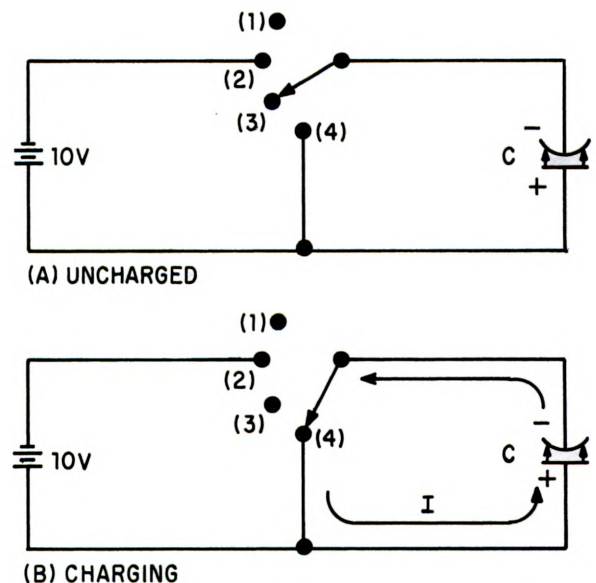 (1)
(2)
(3)
(4)
10V
-
C
+
(A) UNCHARGED
(1)
(2)
(3)
(4)
10V
-
C
+
I
(B) CHARGING